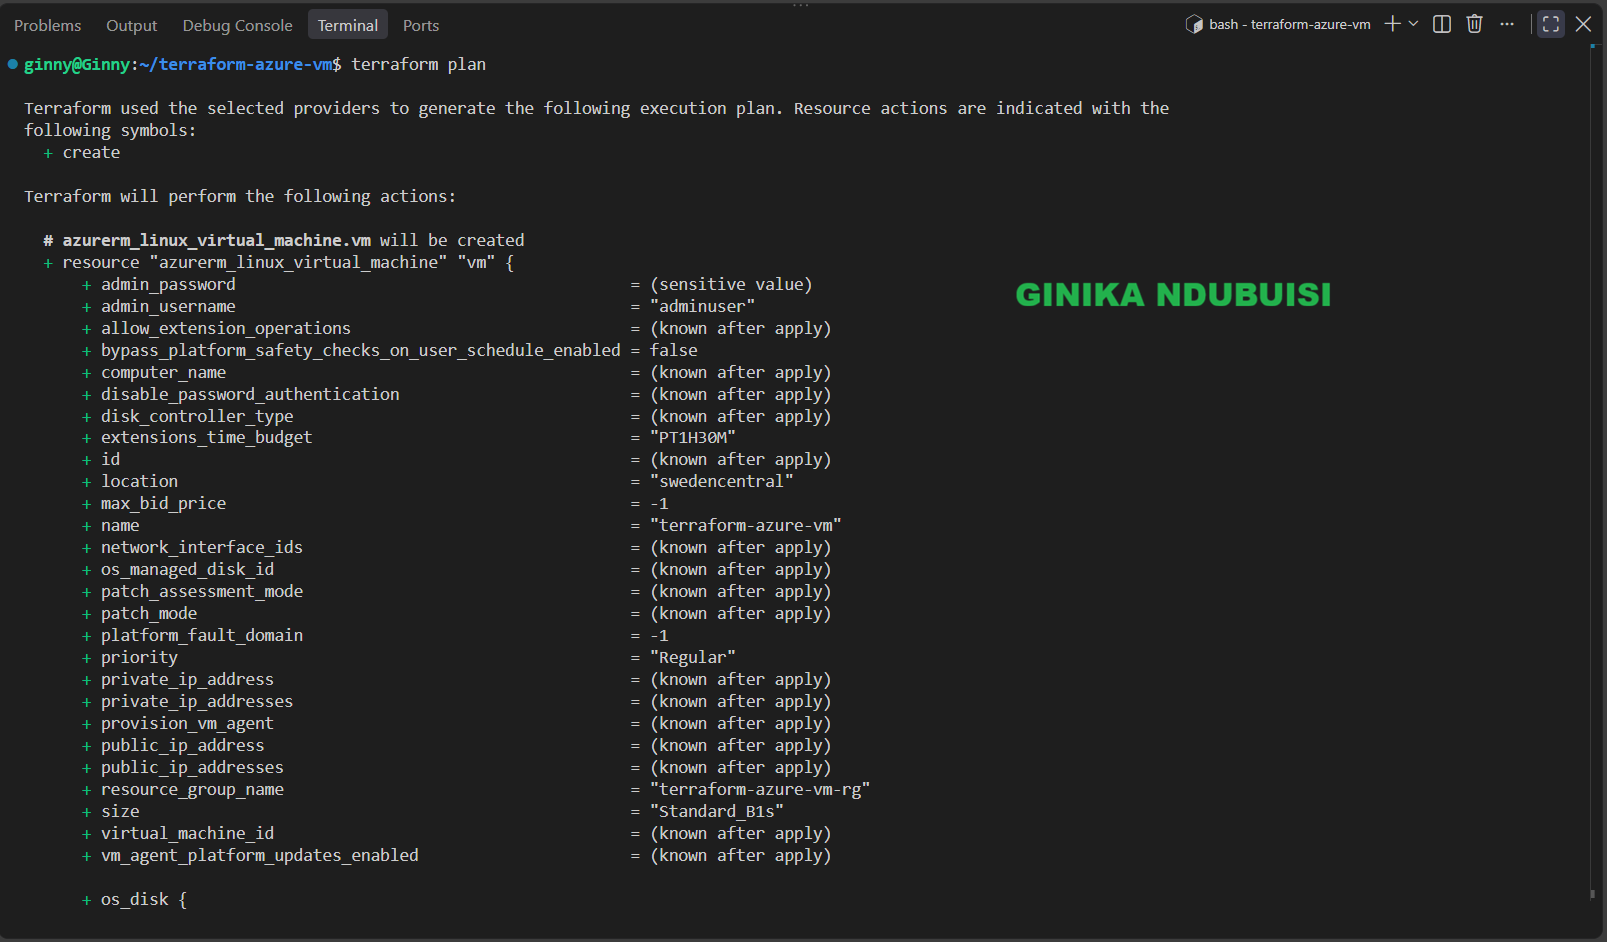 Problems Output Debug Console Terminal Ports bash - terraform-azure-vm
ginny@Ginny:~/terraform-azure-vm$ terraform plan
Terraform used the selected providers to generate the following execution plan. Resource actions are indicated with the
following symbols:
+ create
Terraform will perform the following actions:
# azurerm_linux_virtual_machine.vm will be created
+ resource "azurerm_linux_virtual_machine" "vm" {
+ admin_password = (sensitive value)
GINIKA NDUBUISI
+ admin_username = "adminuser"
+ allow_extension_operations = (known after apply)
+ bypass_platform_safety_checks_on_user_schedule_enabled = false
+ computer_name = (known after apply)
+ disable_password_authentication = (known after apply)
+ disk_controller_type = (known after apply)
+ extensions_time_budget = "PT1H30M"
+ id = (known after apply)
+ location = "swedencentral"
+ max_bid_price = -1
+ name = "terraform-azure-vm"
+ network_interface_ids = (known after apply)
+ os_managed_disk_id = (known after apply)
+ patch_assessment_mode = (known after apply)
+ patch_mode = (known after apply)
+ platform_fault_domain = -1
+ priority = "Regular"
+ private_ip_address = (known after apply)
+ private_ip_addresses = (known after apply)
+ provision_vm_agent = (known after apply)
+ public_ip_address = (known after apply)
+ public_ip_addresses = (known after apply)
+ resource_group_name = "terraform-azure-vm-rg"
+ size = "Standard_B1s"
+ virtual_machine_id = (known after apply)
+ vm_agent_platform_updates_enabled = (known after apply)
+ os_disk {